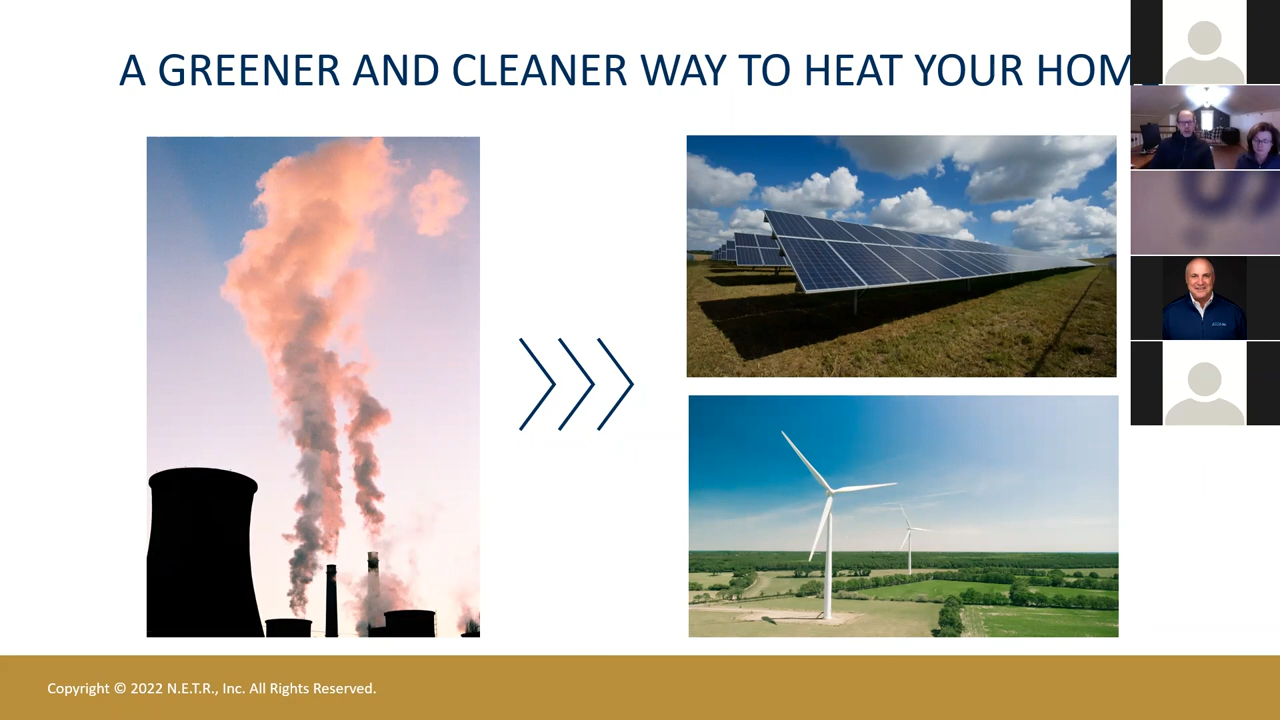 A GREENER AND CLEANER WAY TO HEAT YOUR HOM
Copyright © 2022 N.E.T.R., Inc. All Rights Reserved.